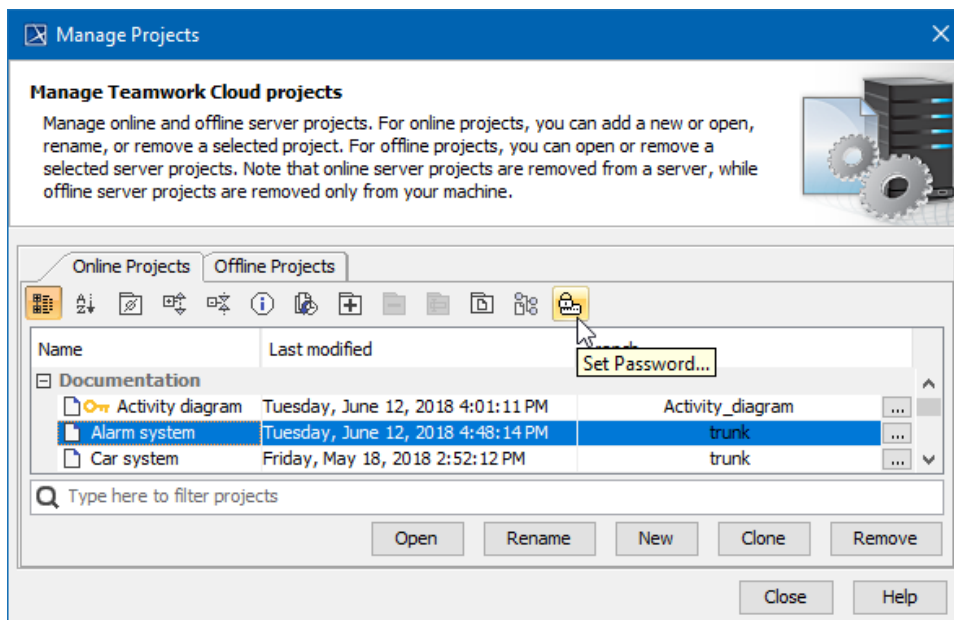 Manage Projects
Manage Teamwork Cloud projects
Manage online and offline server projects. For online projects, you can add a new or open,
rename, or remove a selected project. For offline projects, you can open or remove a
selected server projects. Note that online server projects are removed from a server, while
offline server projects are removed only from your machine.
Online Projects Offline Projects
Name Last modified
Set Password...
Documentation
Activity diagram Tuesday, June 12, 2018 4:01:11 PM Activity_diagram ...
Alarm system Tuesday, June 12, 2018 4:48:14 PM trunk ...
Car system Friday, May 18, 2018 2:52:12 PM trunk ...
Type here to filter projects
Open Rename New Clone Remove
Close Help